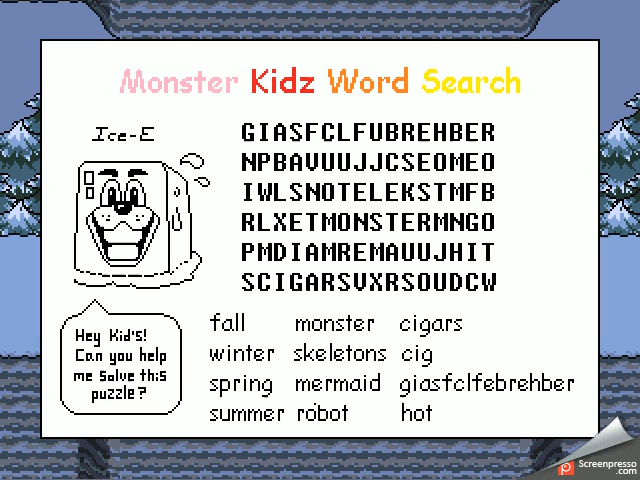 Monster Kidz Word Search
Ice-E
GIASFCLFUBREHBER
NPBAVUUJJCSEOMEO
IWLSNOTELEKSTMFB
RLXETMONSTERMNGO
PMDIAMREMAUUJHIT
SCIGARSVXRSOUDCW
Hey Kid's!
Can you help
me Solve this
puzzle?
fall monster cigars
winter skeletons cig
spring mermaid giasfclfebrehber
summer robot hot
Screenpresso
.com